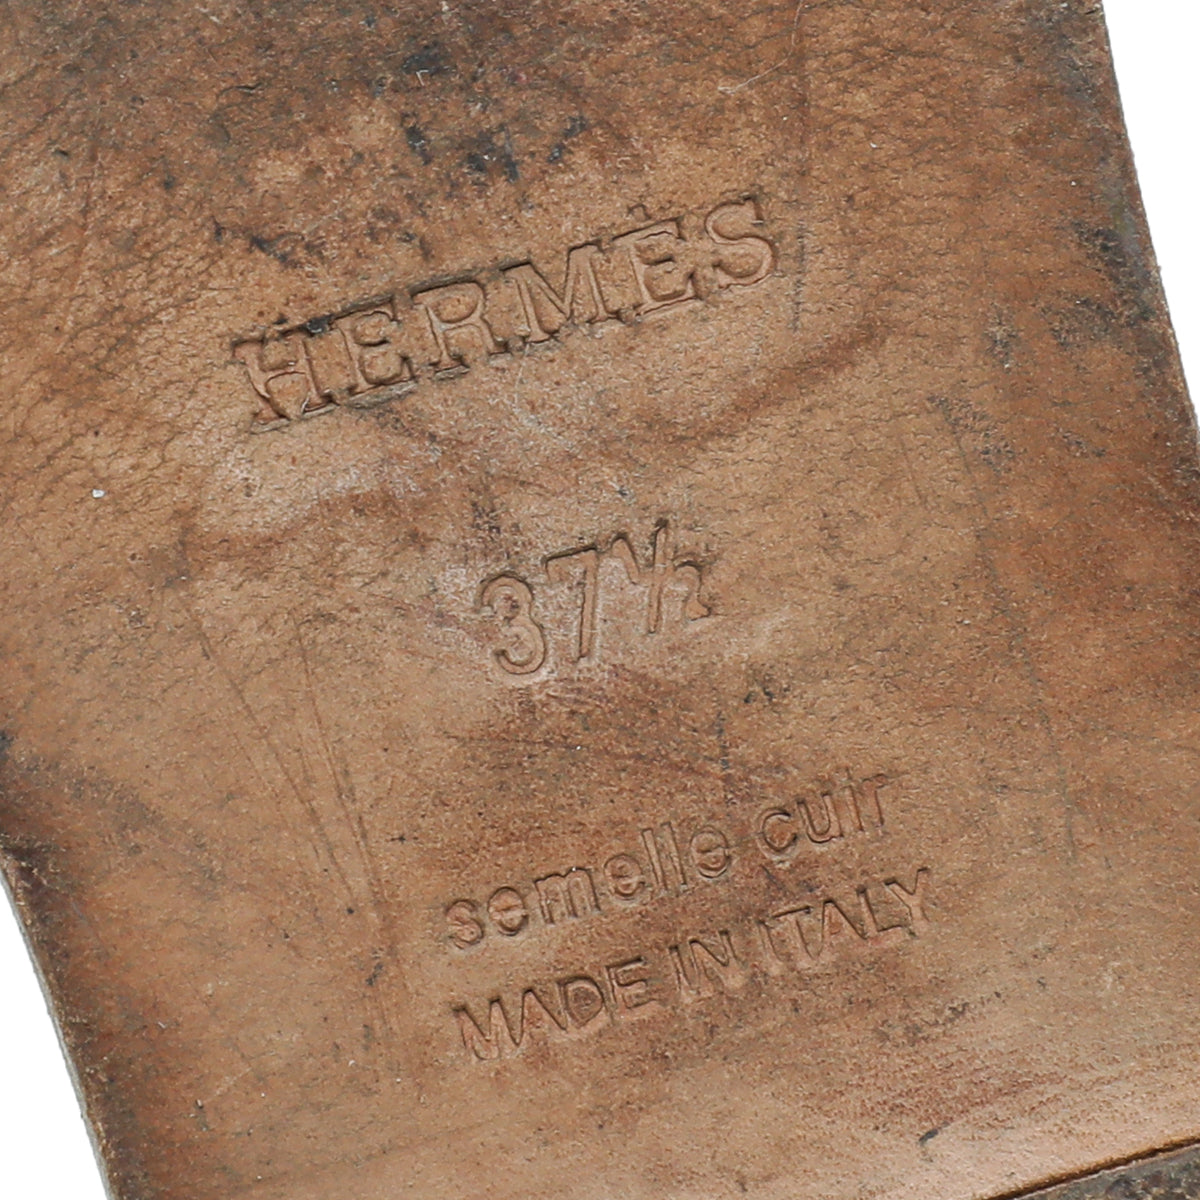 HERMÈS
37½
semelle cuir
MADE IN ITALY